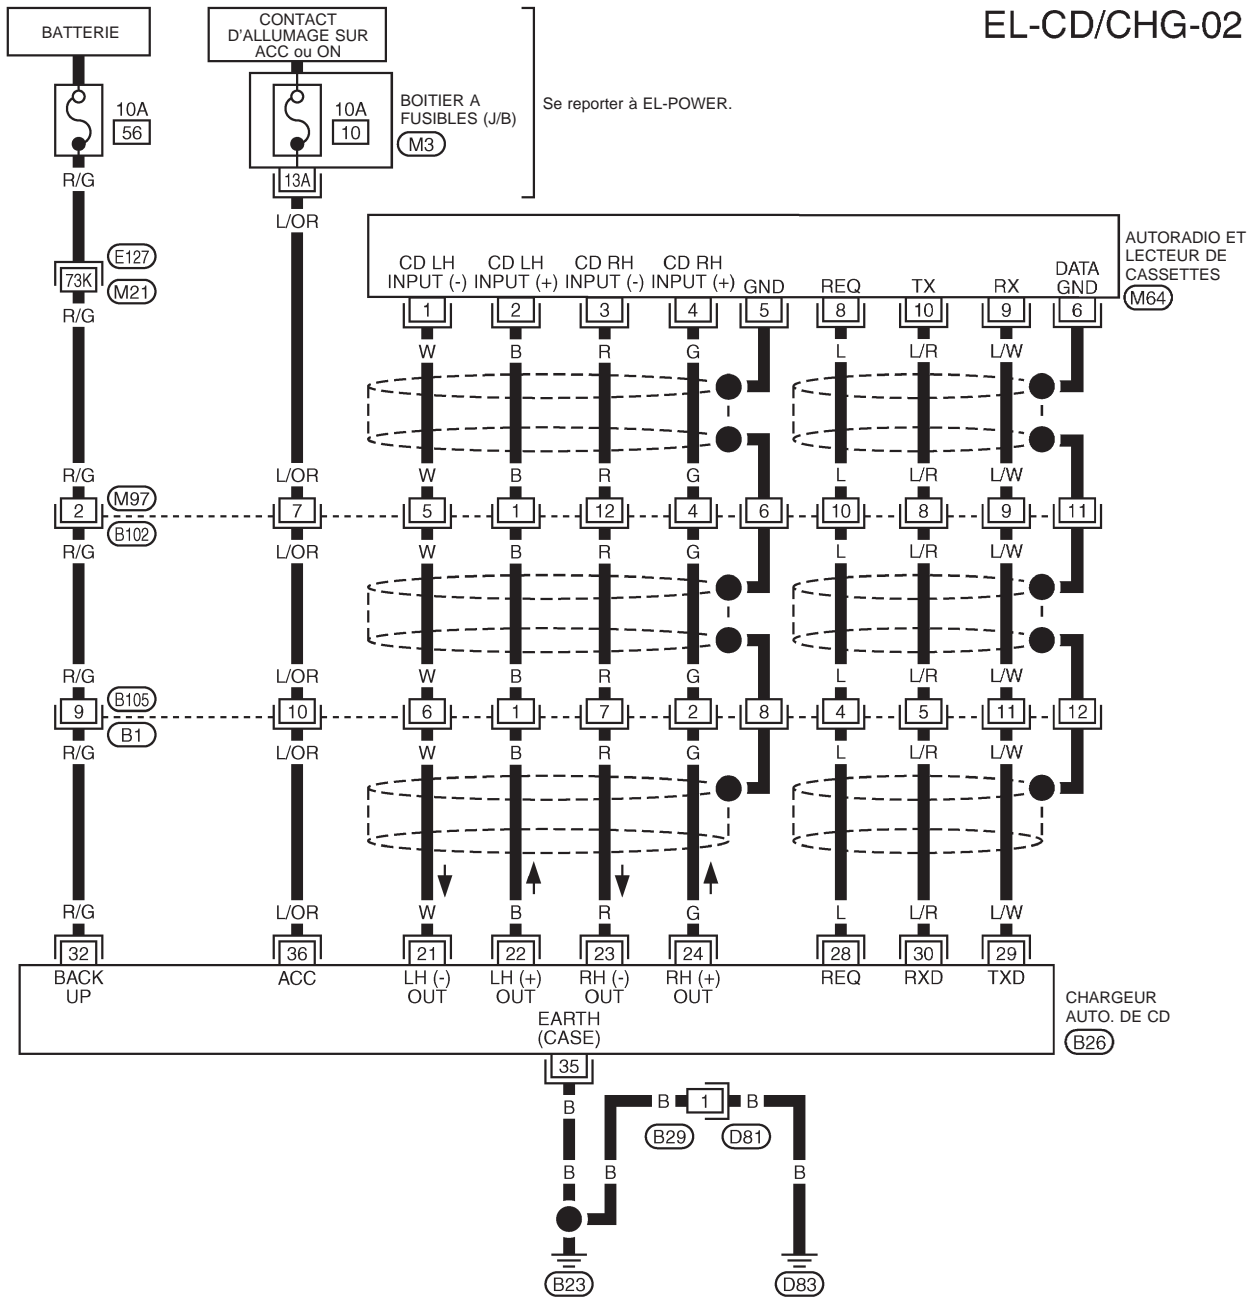 EL-CD/CHG-02
BATTERIE
CONTACT
D'ALLUMAGE SUR
ACC ou ON
10A
56
10A
10
BOITIER A
FUSIBLES (J/B)
M3
Se reporter à EL-POWER.
13A
R/G
L/OR
E127
73K
M21
R/G
AUTORADIO ET
LECTEUR DE
CASSETTES
M64
CD LH
INPUT (-)
CD LH
INPUT (+)
CD RH
INPUT (-)
CD RH
INPUT (+)
GND
REQ
TX
RX
DATA
GND
1 2 3 4 5 8 10 9 6
W B R G L L/R L/W
R/G L/OR W B R G L L/R L/W
M97
2 7 5 1 12 4 6 10 8 9 11
B102
R/G L/OR W B R G L L/R L/W
R/G L/OR W B R G L L/R L/W
B105
9 10 6 1 7 2 8 4 5 11 12
B1
R/G L/OR W B R G L L/R L/W
R/G L/OR W B R G L L/R L/W
32 36 21 22 23 24 28 30 29
BACK
UP
ACC
LH (-)
OUT
LH (+)
OUT
RH (-)
OUT
RH (+)
OUT
REQ
RXD
TXD
EARTH
(CASE)
CHARGEUR
AUTO. DE CD
B26
35
B
B 1 B
B29 D81
B B B
B23 D83